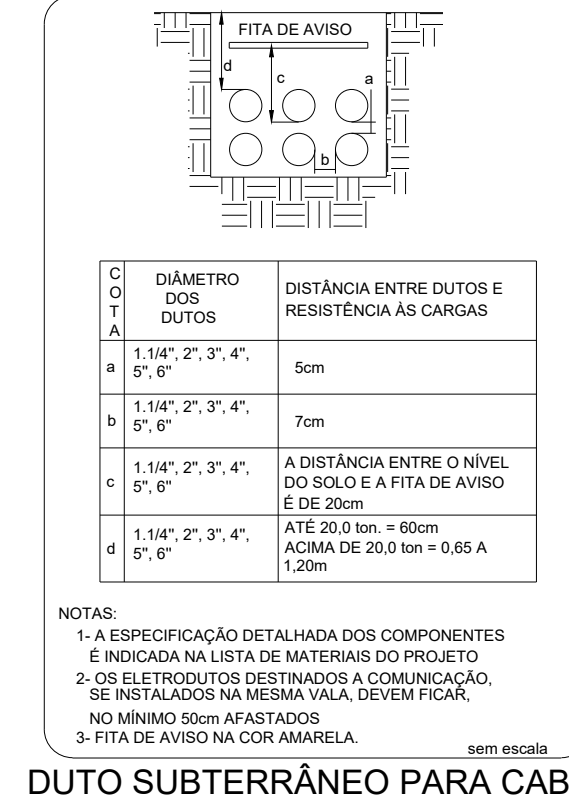 FITA DE AVISO
d
c
a
b
COTA
DIÂMETRO
DOS
DUTOS
DISTÂNCIA ENTRE DUTOS E
RESISTÊNCIA ÀS CARGAS
a
1.1/4", 2", 3", 4",
5", 6"
5cm
b
1.1/4", 2", 3", 4",
5", 6"
7cm
c
1.1/4", 2", 3", 4",
5", 6"
A DISTÂNCIA ENTRE O NÍVEL
DO SOLO E A FITA DE AVISO
É DE 20cm
d
1.1/4", 2", 3", 4",
5", 6"
ATÉ 20,0 ton. = 60cm
ACIMA DE 20,0 ton = 0,65 A
1,20m
NOTAS:
1- A ESPECIFICAÇÃO DETALHADA DOS COMPONENTES
É INDICADA NA LISTA DE MATERIAIS DO PROJETO
2- OS ELETRODUTOS DESTINADOS A COMUNICAÇÃO,
SE INSTALADOS NA MESMA VALA, DEVEM FICAR,
NO MÍNIMO 50cm AFASTADOS
3- FITA DE AVISO NA COR AMARELA.
sem escala
DUTO SUBTERRÂNEO PARA CAB